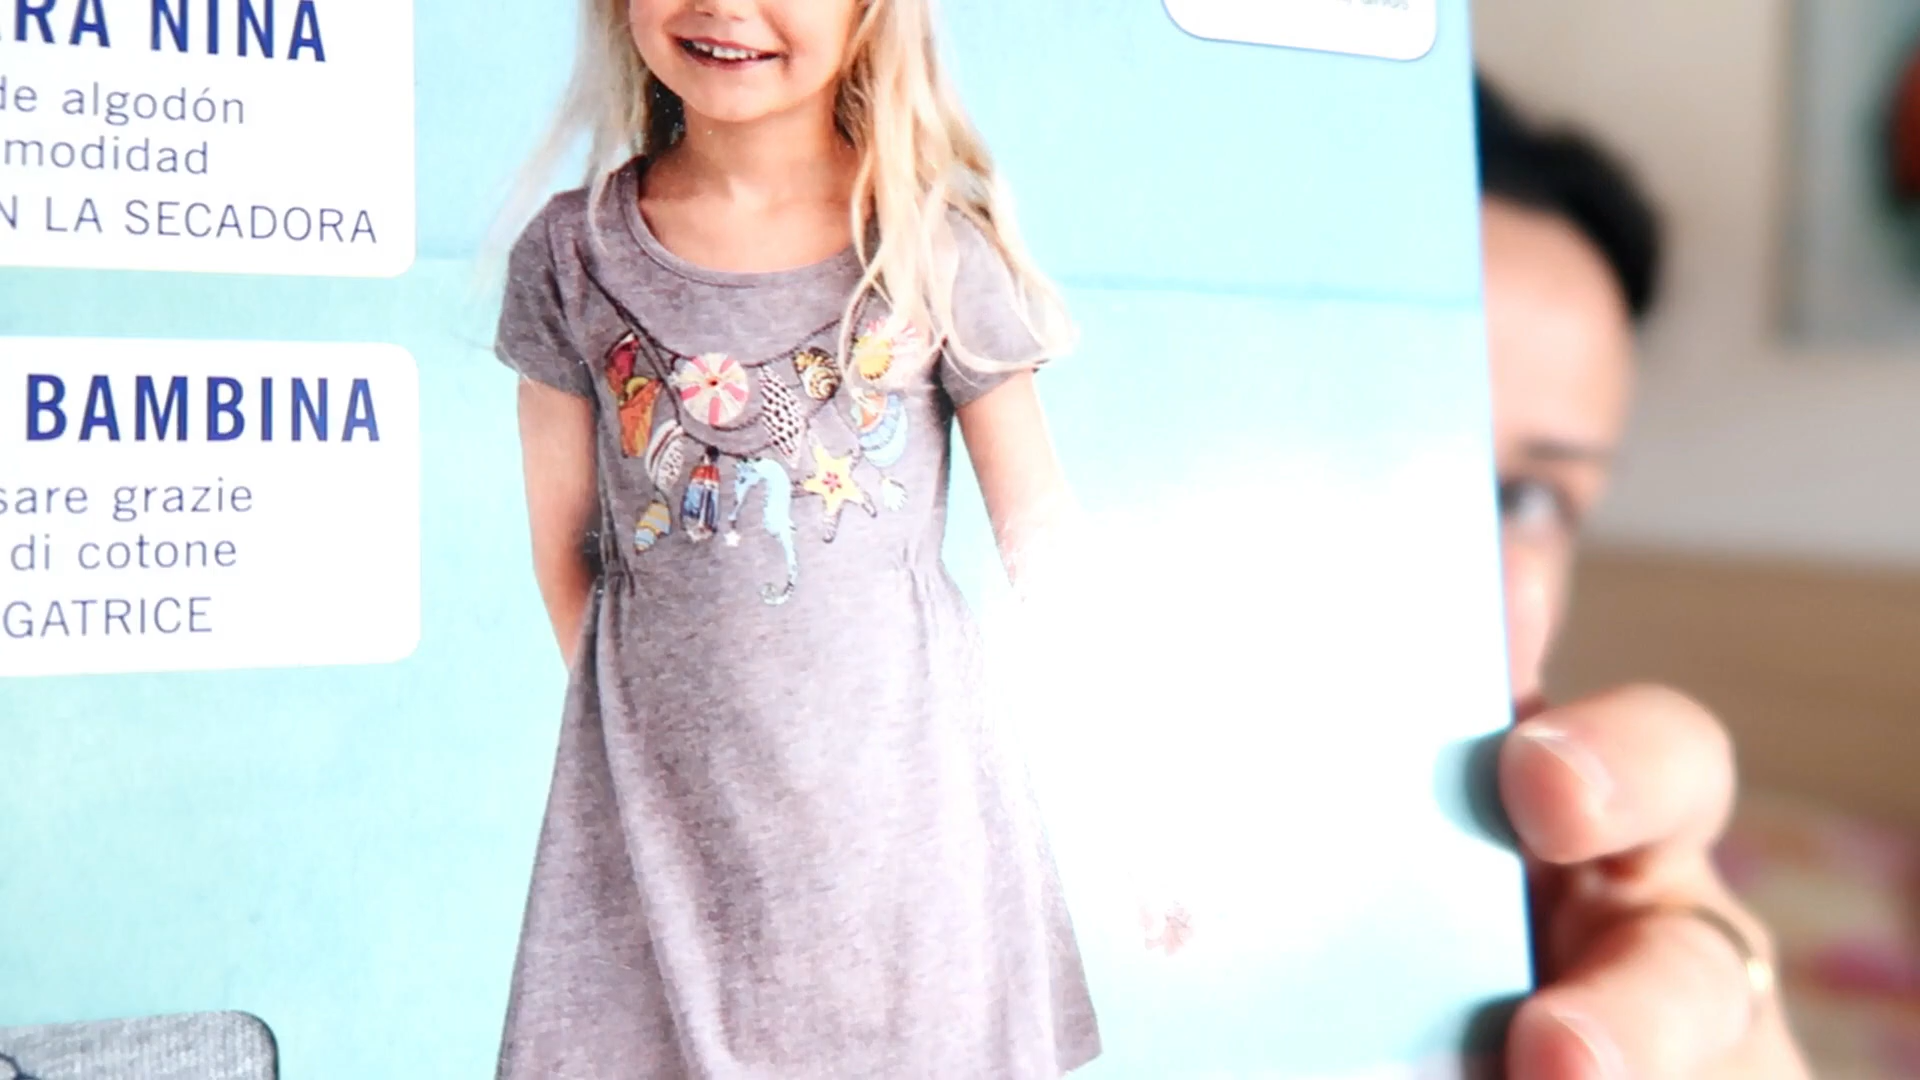 RA NIÑA
de algodón
modidad
N LA SECADORA
BAMBINA
sare grazie
di cotone
GATRICE